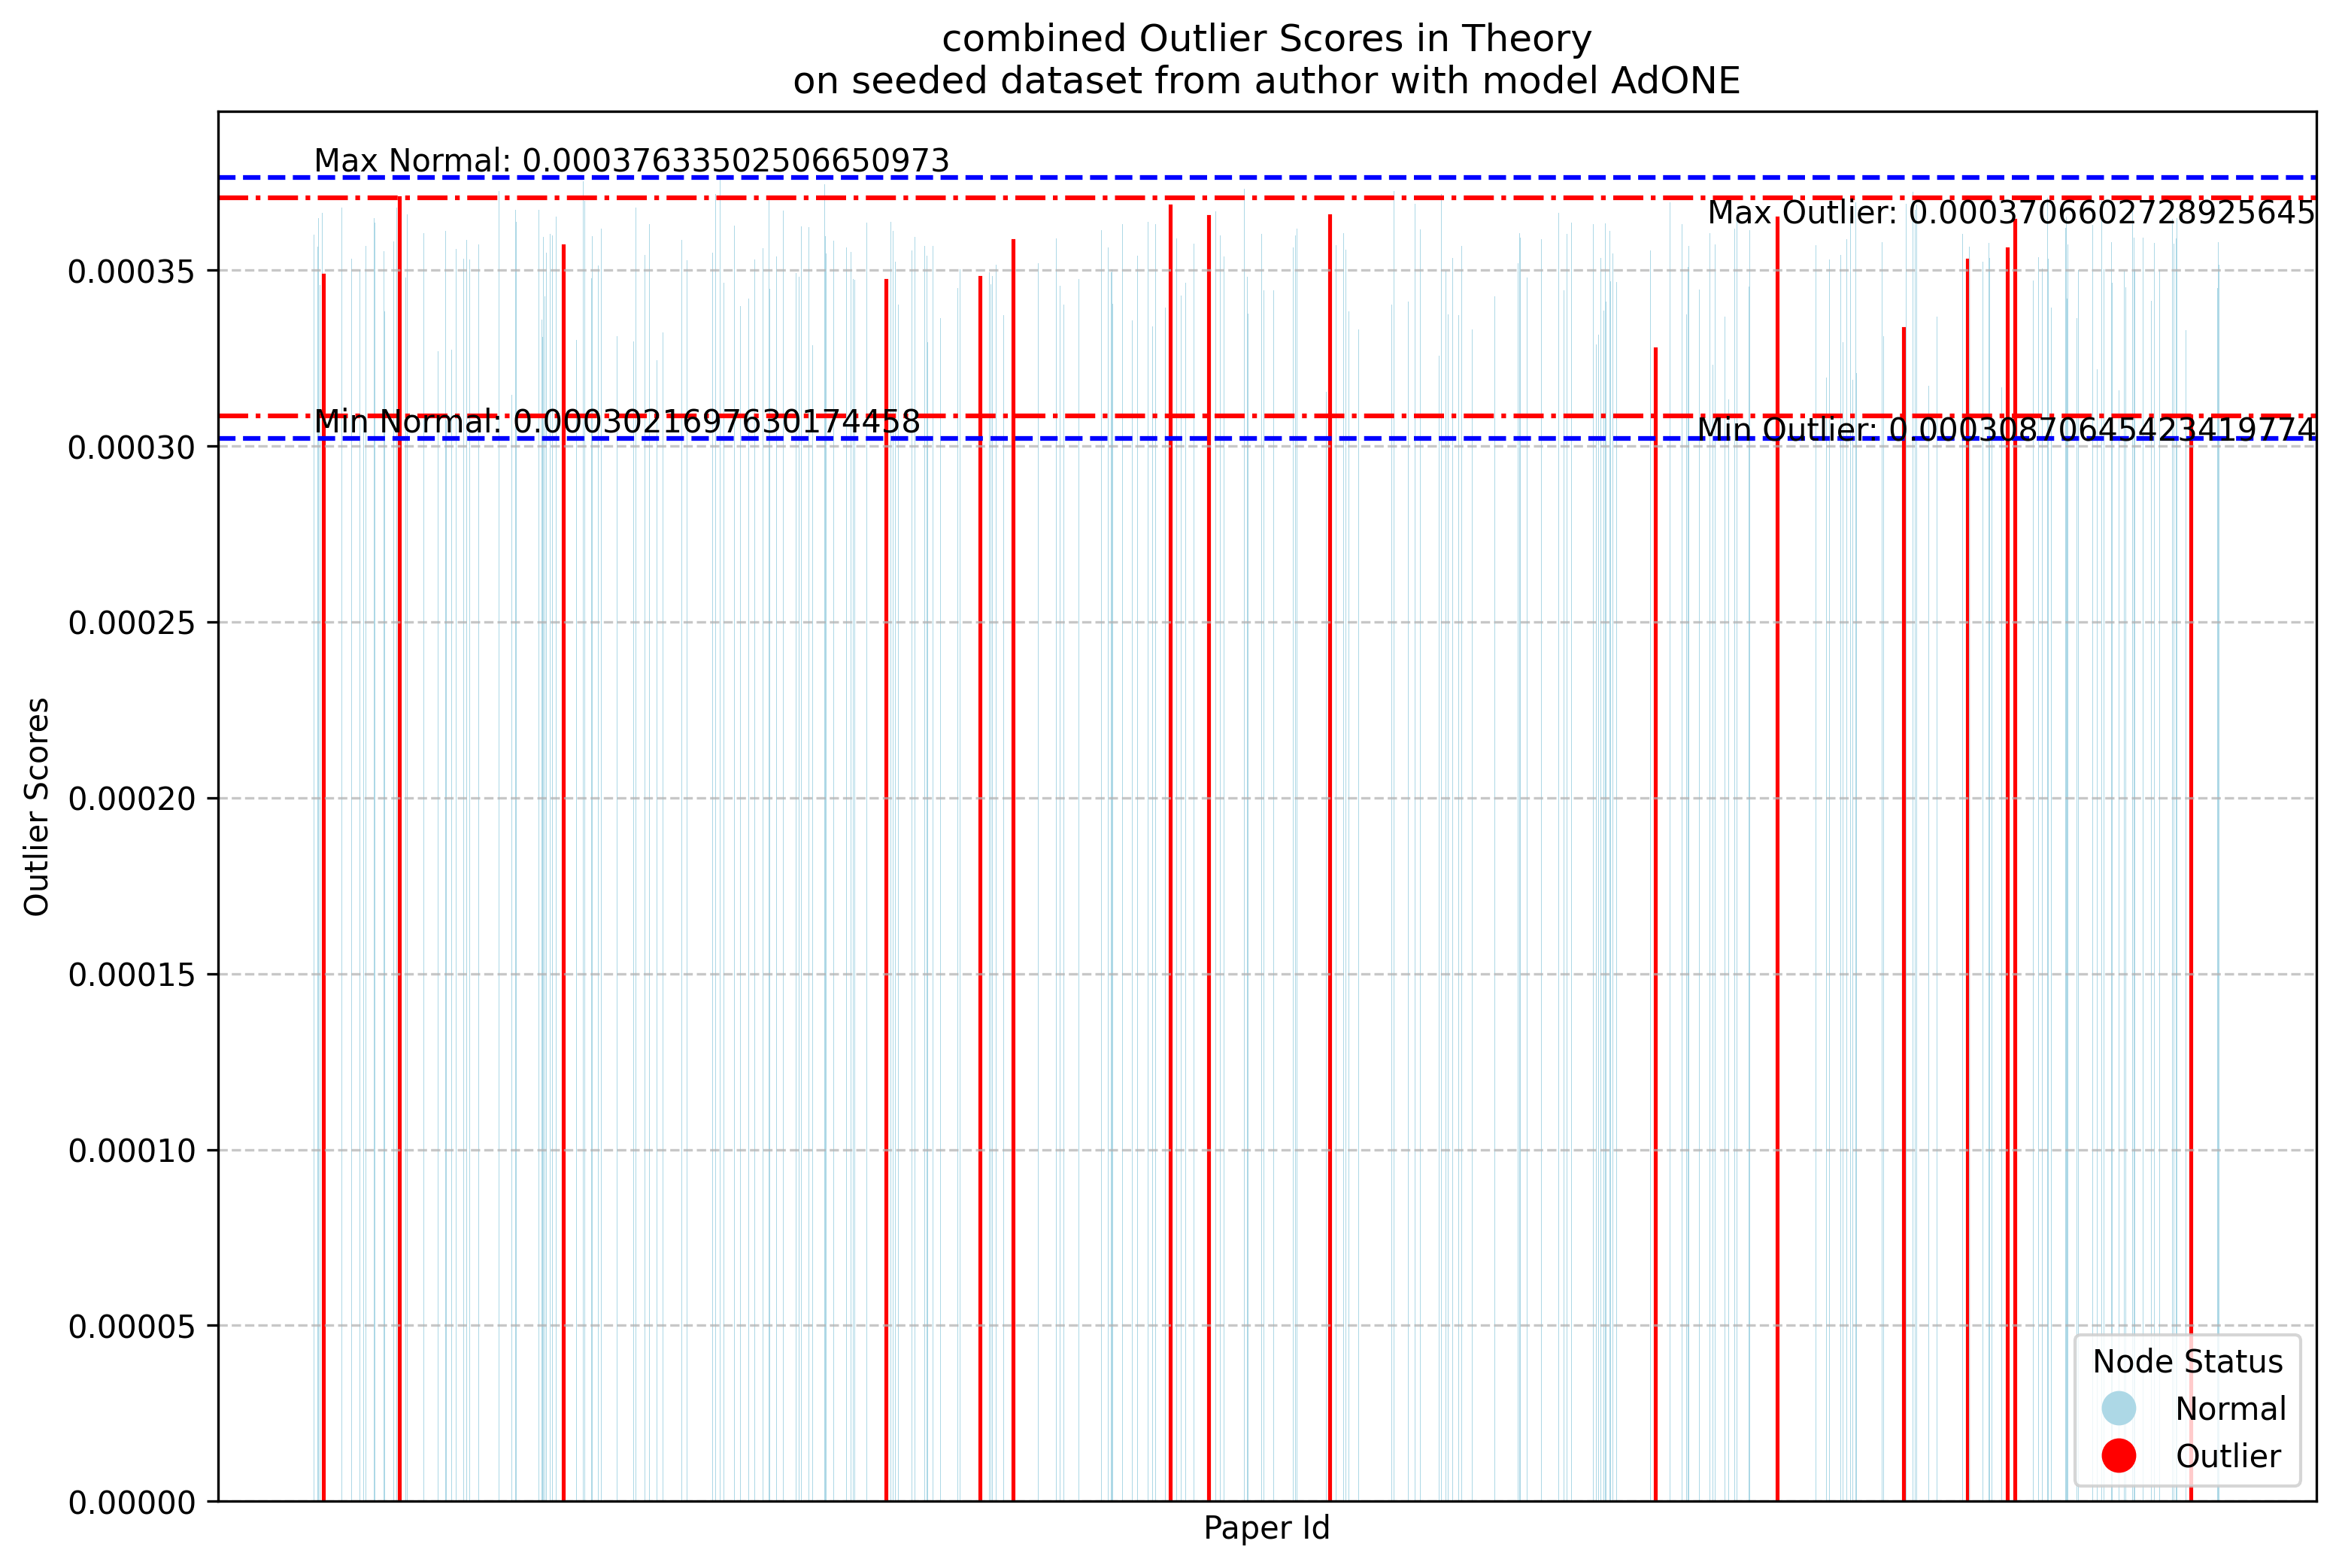 combined Outlier Scores in Theory
on seeded dataset from author with model AdONE
Max Normal: 0.00037633502506650973
Max Outlier: 0.0003706602728925645
0.00035
Min Normal: 0.0003021697630174458
Min Outlier: 0.00030870645423419774
0.00030
0.00025
0.00020
Outlier Scores
0.00015
0.00010
0.00005
Node Status
Normal
Outlier
0.00000
Paper Id